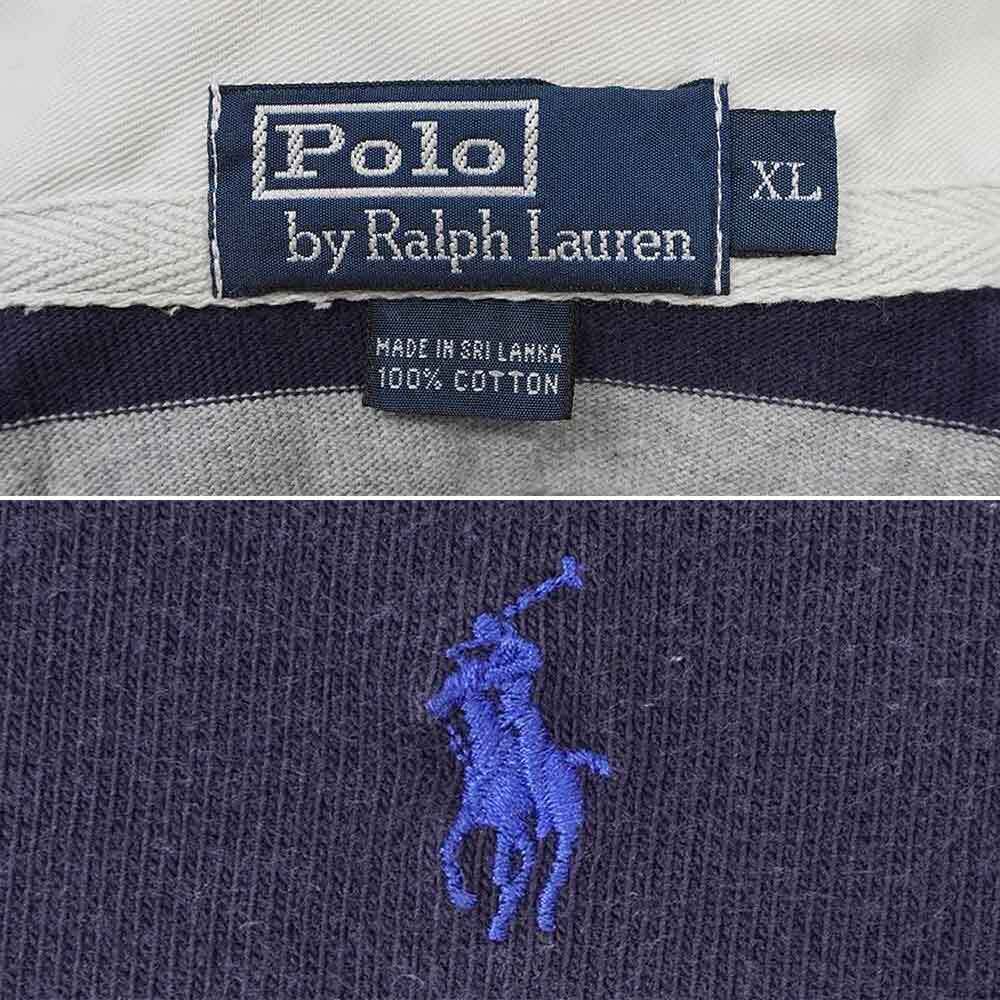 Polo
by Ralph Lauren
XL
MADE IN SRI LANKA
100% COTTON